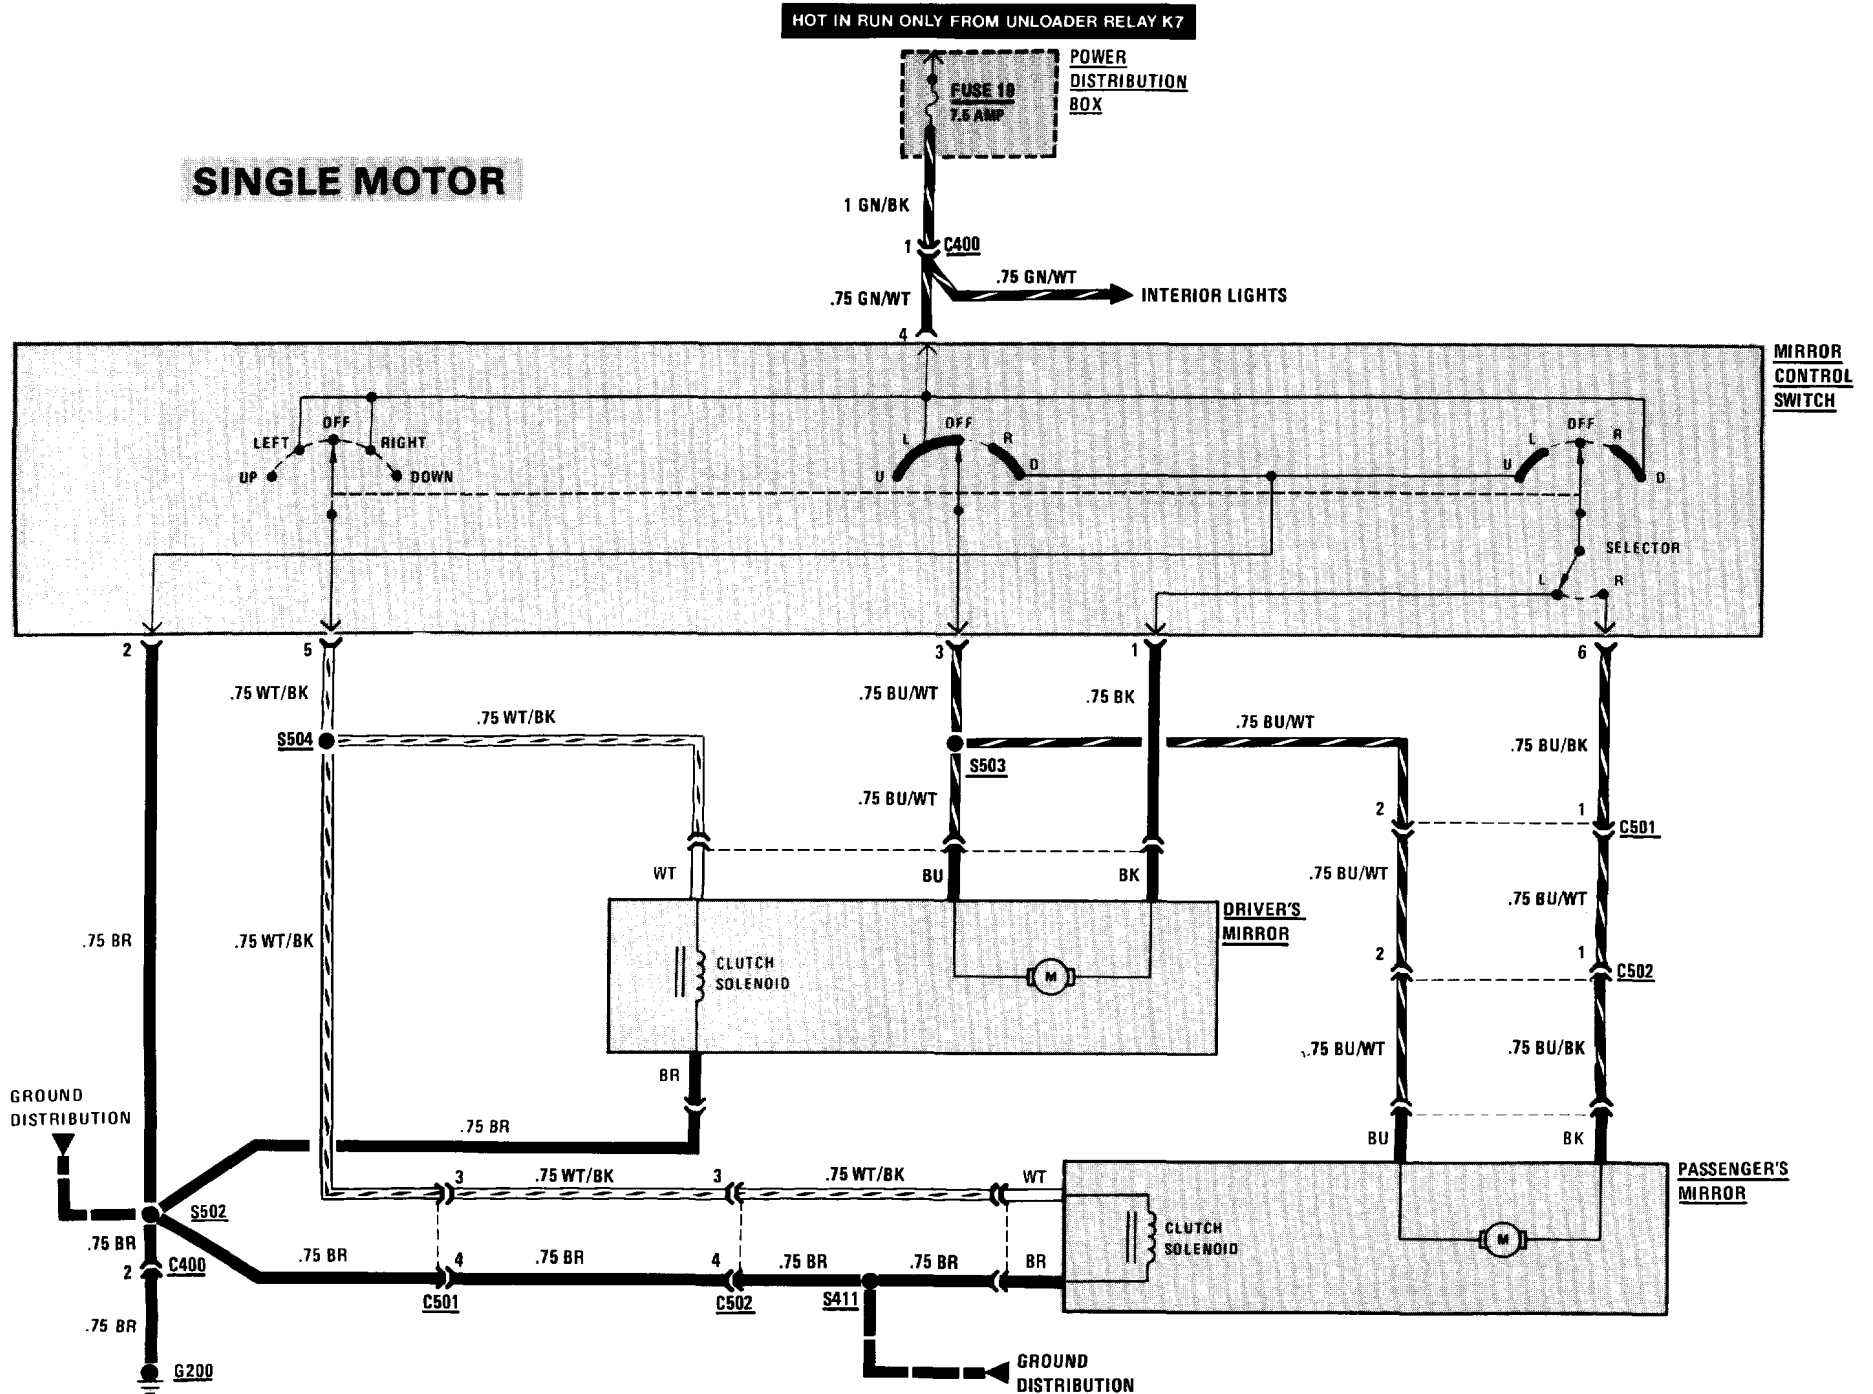 HOT IN RUN ONLY FROM UNLOADER RELAY K7
POWER
DISTRIBUTION
BOX
FUSE 18
7.5 AMP
SINGLE MOTOR
1 GN/BK
1
C400
.75 GN/WT
.75 GN/WT
INTERIOR LIGHTS
4
MIRROR
CONTROL
SWITCH
OFF
LEFT
RIGHT
UP
DOWN
OFF
L
R
U
D
OFF
L
R
U
D
SELECTOR
L
R
2
5
3
1
6
.75 WT/BK
.75 BU/WT
.75 BK
.75 WT/BK
.75 BU/WT
.75 BU/BK
S504
S503
.75 BU/WT
2
1
C501
WT
BU
BK
.75 BU/WT
.75 BU/WT
DRIVER'S
MIRROR
.75 BR
.75 WT/BK
CLUTCH
SOLENOID
M
2
1
C502
.75 BU/WT
.75 BU/BK
BR
GROUND
DISTRIBUTION
.75 BR
BU
BK
3
.75 WT/BK
3
.75 WT/BK
WT
PASSENGER'S
MIRROR
S502
.75 BR
C400
2
.75 BR
4
.75 BR
4
.75 BR
.75 BR
BR
CLUTCH
SOLENOID
M
C501
C502
S411
.75 BR
G200
GROUND
DISTRIBUTION